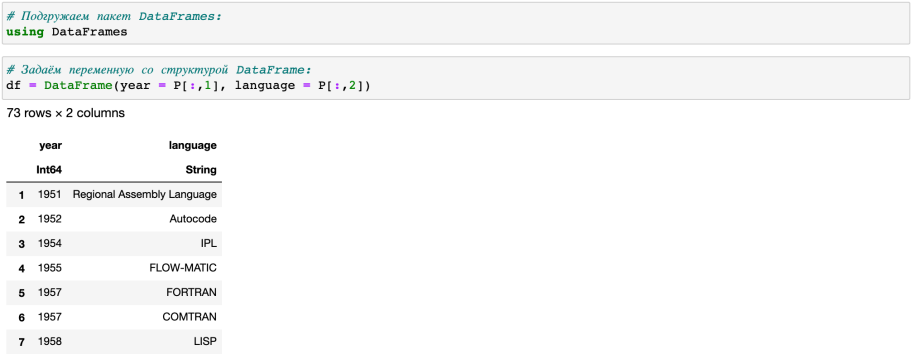 # Подгружаем пакет DataFrames:
using DataFrames
# Задаём переменную со структурой DataFrame:
df = DataFrame(year = P[:,1], language = P[:,2])
73 rows × 2 columns
year language
Int64 String
1 1951 Regional Assembly Language
2 1952 Autocode
3 1954 IPL
4 1955 FLOW-MATIC
5 1957 FORTRAN
6 1957 COMTRAN
7 1958 LISP